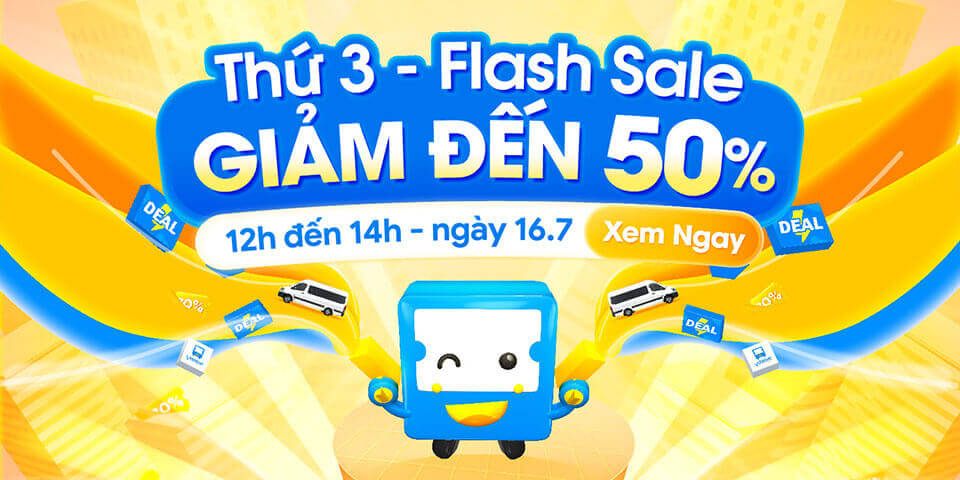 Thứ 3 - Flash Sale
GIẢM ĐẾN 50%
12h đến 14h - ngày 16.7
Xem Ngay
DEAL
DEAL
DEAL
DEAL